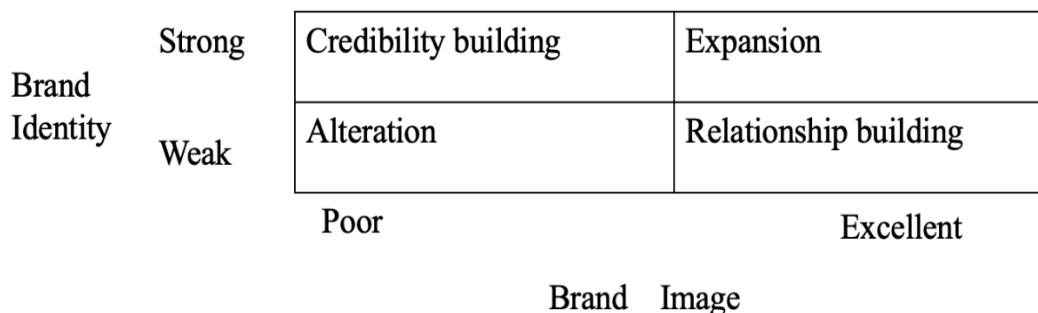 Strong
Credibility building
Expansion
Brand
Identity
Weak
Alteration
Relationship building
Poor
Excellent
Brand Image